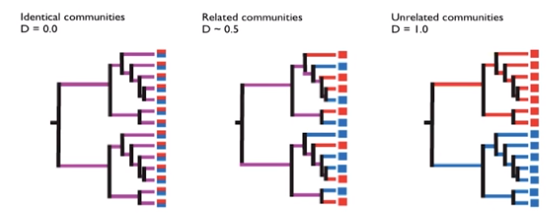 Identical communities
D = 0.0
Related communities
D ~ 0.5
Unrelated communities
D = 1.0